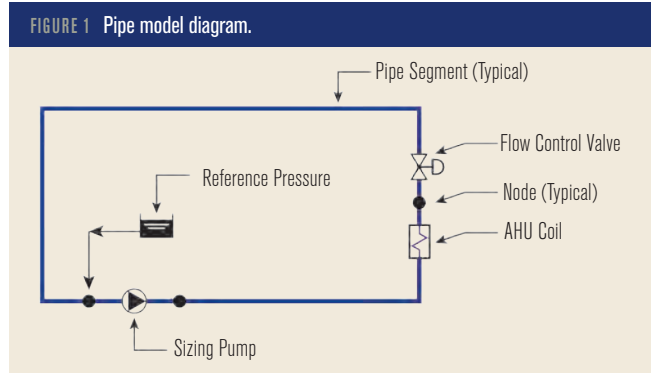 FIGURE 1 Pipe model diagram.
Pipe Segment (Typical)
Flow Control Valve
Reference Pressure
Node (Typical)
AHU Coil
Sizing Pump